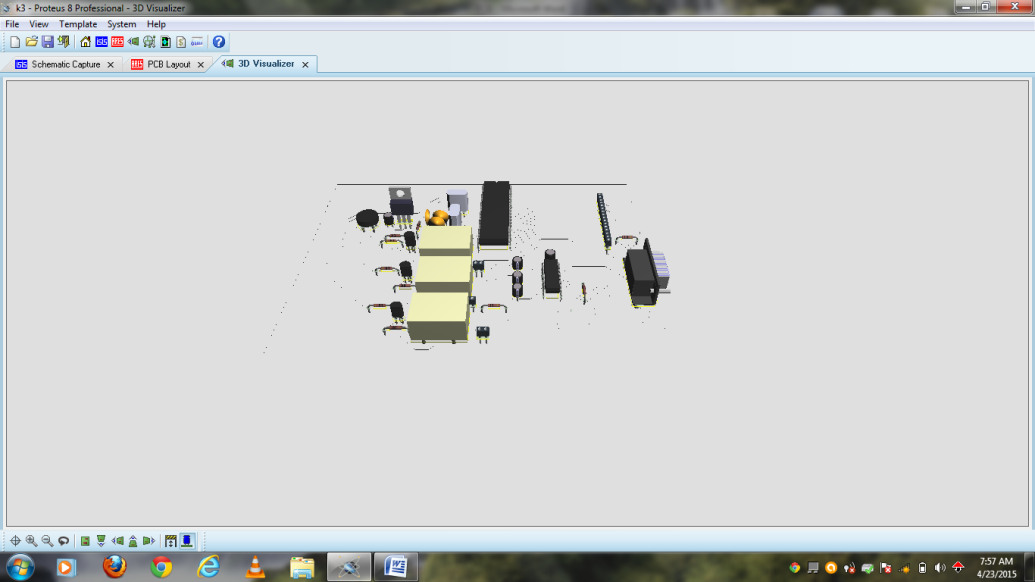 k3 - Proteus 8 Professional - 3D Visualizer
File View Template System Help
Schematic Capture PCB Layout 3D Visualizer
7:57 AM
4/23/2015